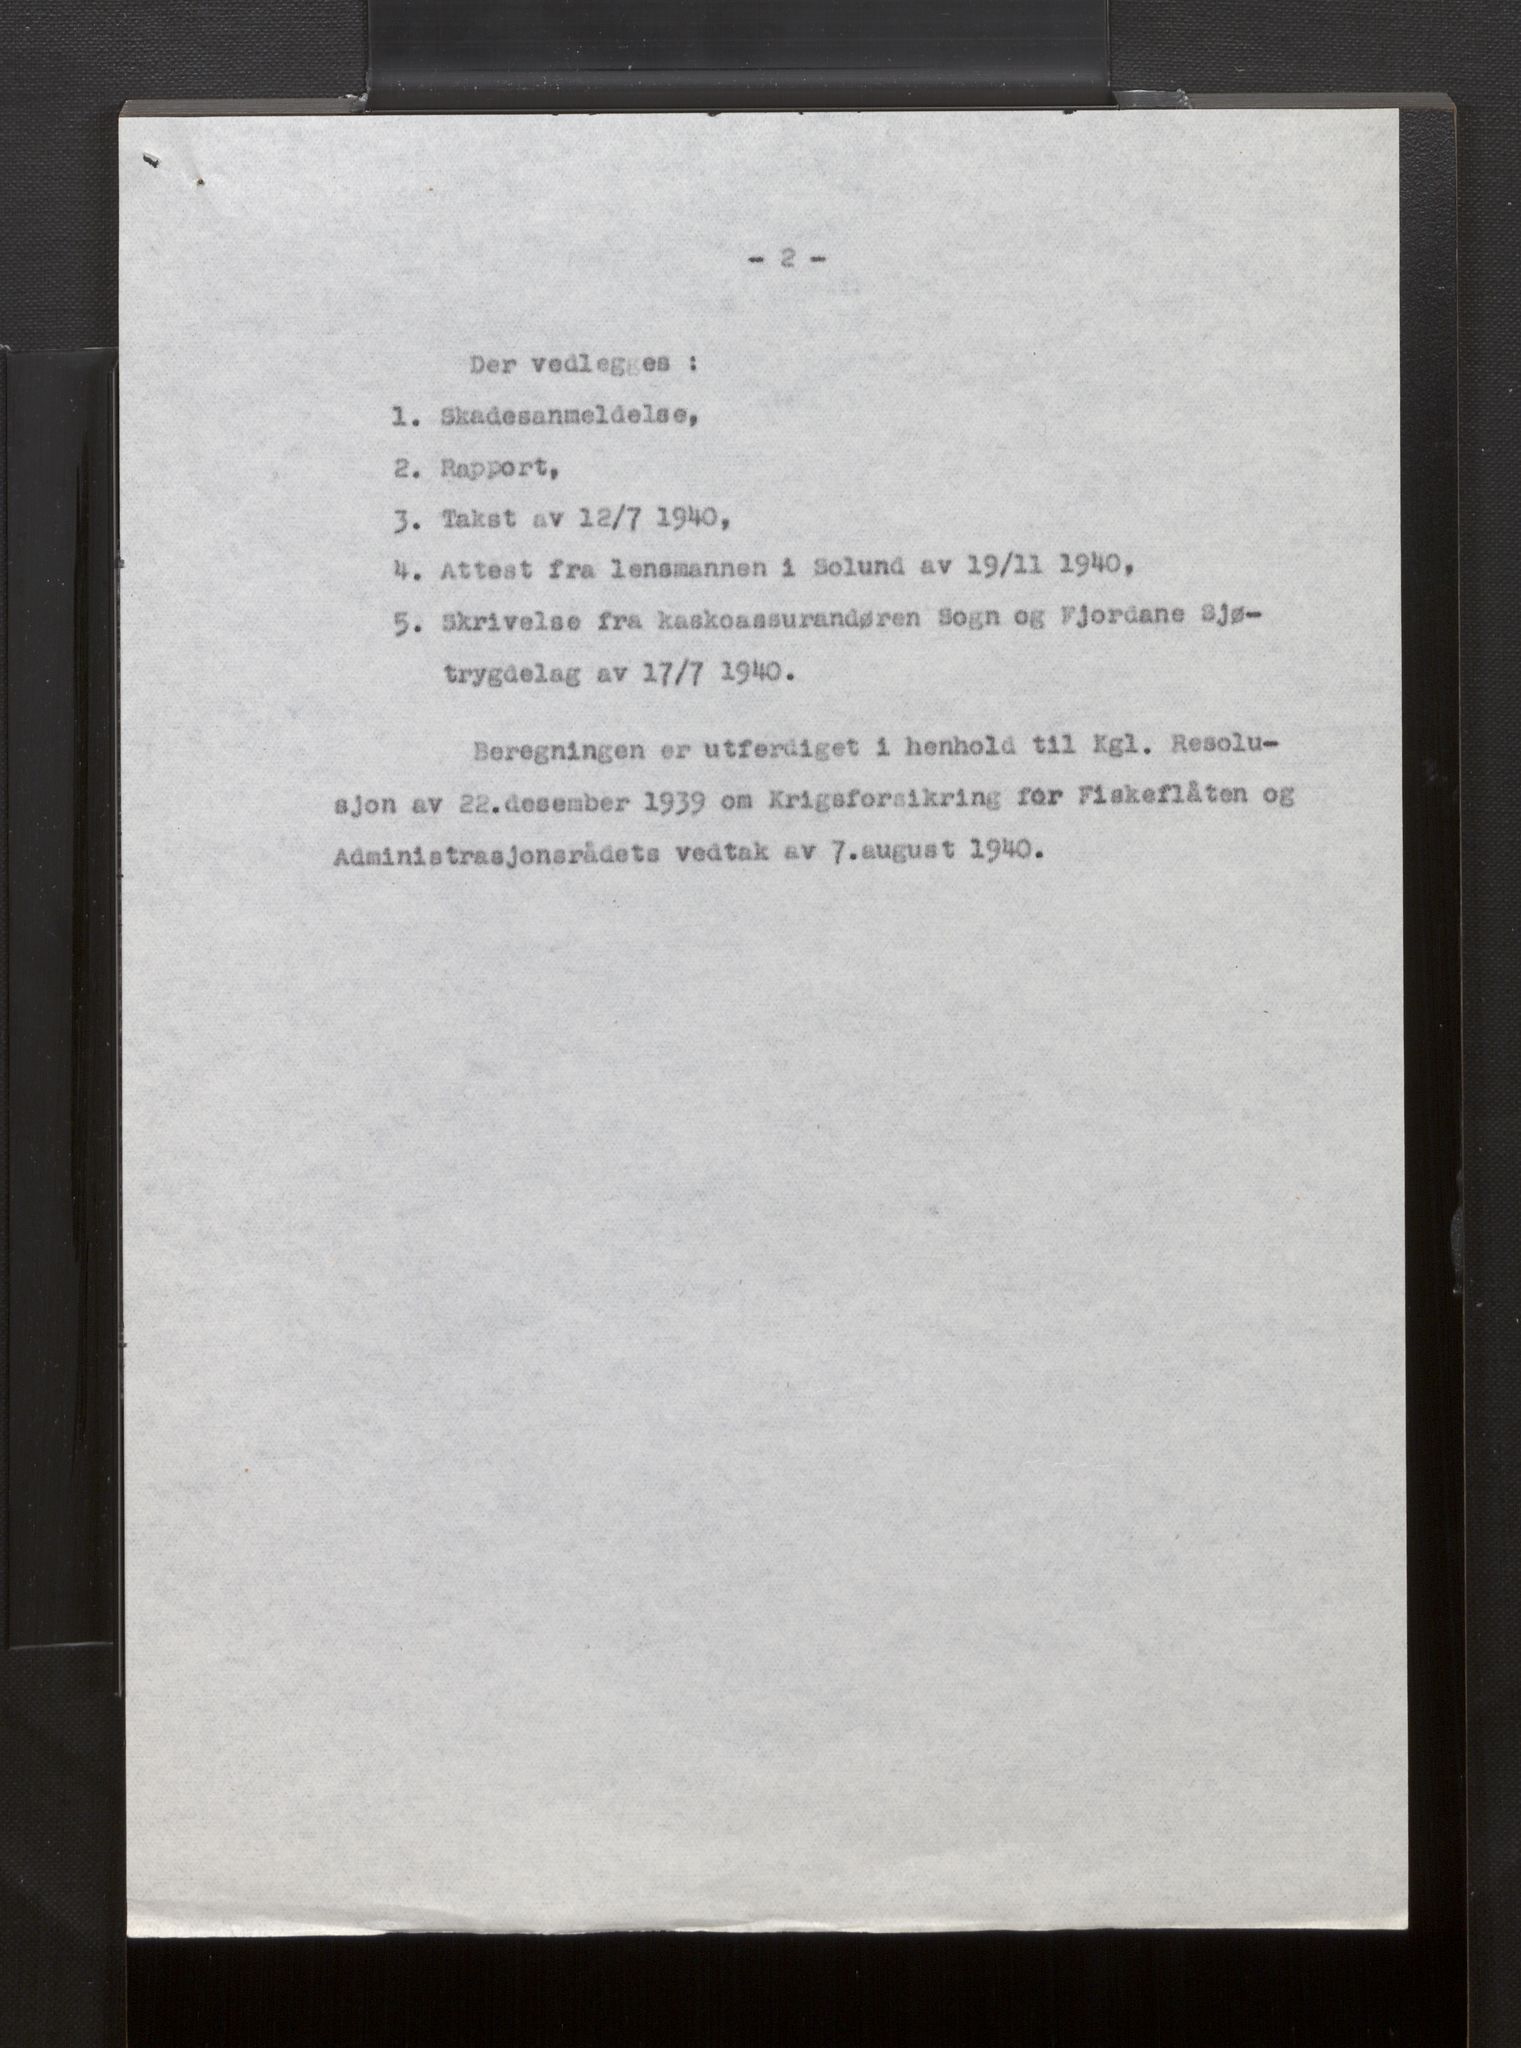 - 2 -
Der vedlegges :
1. Skadesanmeldelse,
2. Rapport,
3. Takst av 12/7 1940,
4. Attest fra lensmannen i Solund av 19/11 1940,
5. Skrivelse fra kaskoassurandøren Sogn og Fjordane Sjø-
trygdelag av 17/7 1940.
Beregningen er utferdiget i henhold til Kgl. Resolu-
sjon av 22.desember 1939 om Krigsforsikring for Fiskeflåten og
Administrasjonsrådets vedtak av 7.august 1940.